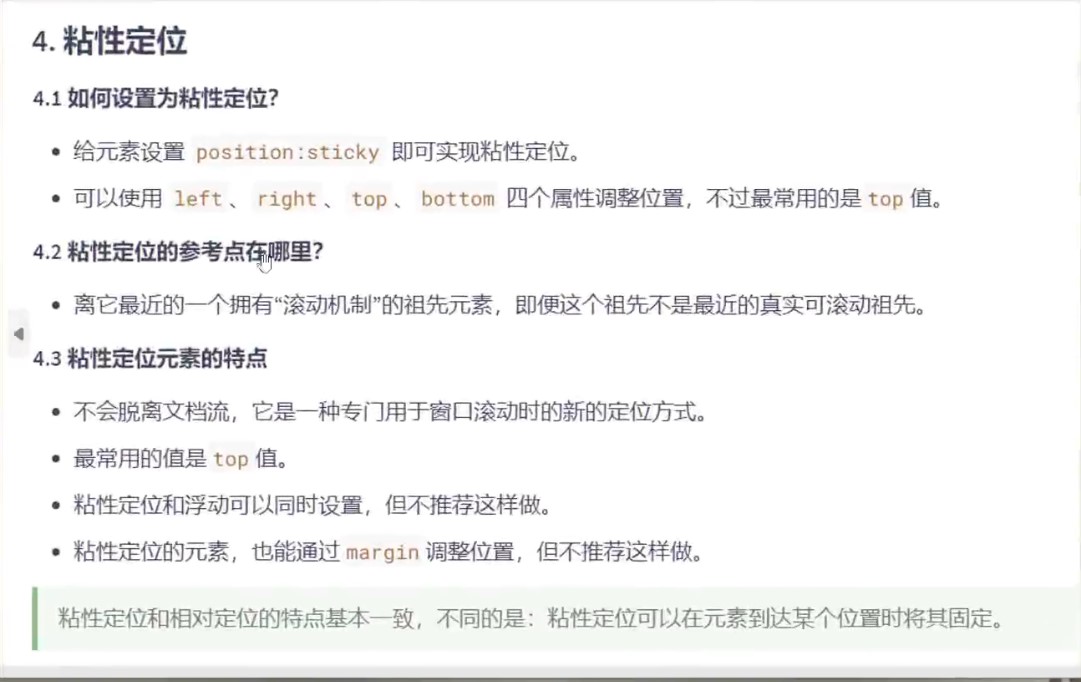 4. 粘性定位
4.1 如何设置为粘性定位？
• 给元素设置 position:sticky 即可实现粘性定位。
• 可以使用 left 、 right 、 top 、 bottom 四个属性调整位置，不过最常用的是 top 值。
4.2 粘性定位的参考点在哪里？
• 离它最近的一个拥有“滚动机制”的祖先元素，即便这个祖先不是最近的真实可滚动祖先。
4.3 粘性定位元素的特点
• 不会脱离文档流，它是一种专门用于窗口滚动时的新的定位方式。
• 最常用的值是 top 值。
• 粘性定位和浮动可以同时设置，但不推荐这样做。
• 粘性定位的元素，也能通过 margin 调整位置，但不推荐这样做。
粘性定位和相对定位的特点基本一致，不同的是：粘性定位可以在元素到达某个位置时将其固定。